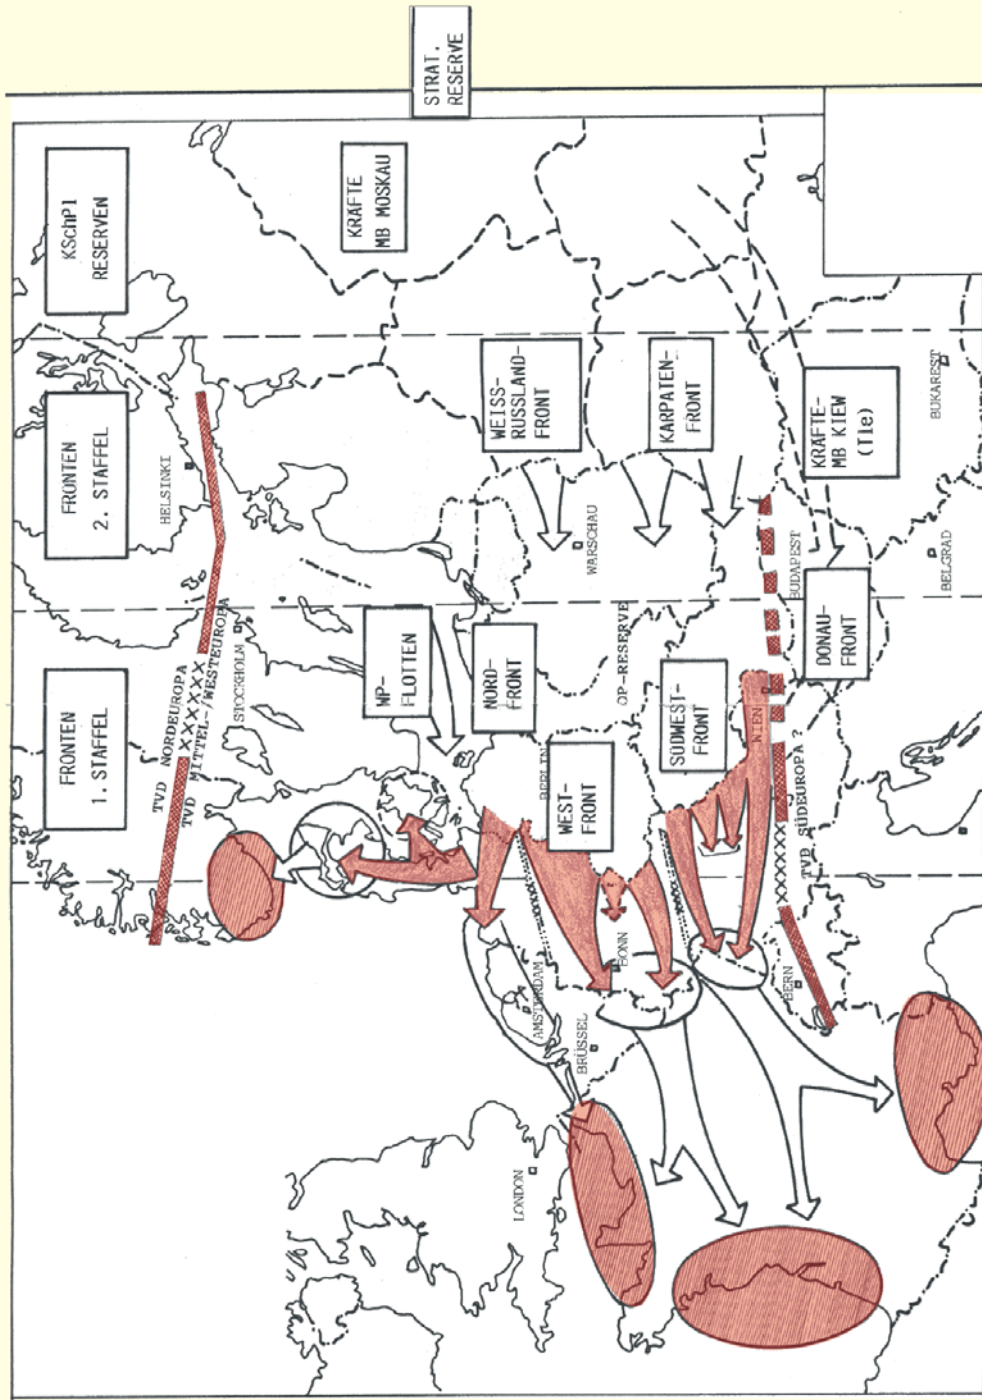 FRONTEN
1. STAFFEL
FRONTEN
2. STAFFEL
KSchPl
RESERVEN
TVD NORDEUROPA
XXXXX
TVD MITTEL-/WESTEUROPA
HELSINKI
STOCKHOLM
KRÄFTE
MB MOSKAU
STRAT.
RESERVE
WP-
FLOTTEN
NORD-
FRONT
WEISS-
RUSSLAND-
FRONT
LONDON
AMSTERDAM
BRÜSSEL
BERLIN
WARSCHAU
WEST-
FRONT
BONN
OP-RESERVE
KARPATEN-
FRONT
SÜDWEST-
FRONT
WIEN
BERN
XXXXXX
TVD SÜDEUROPA ?
BUDAPEST
DONAU-
FRONT
KRÄFTE-
MB KIEW
(Tle)
BELGRAD
BUKAREST